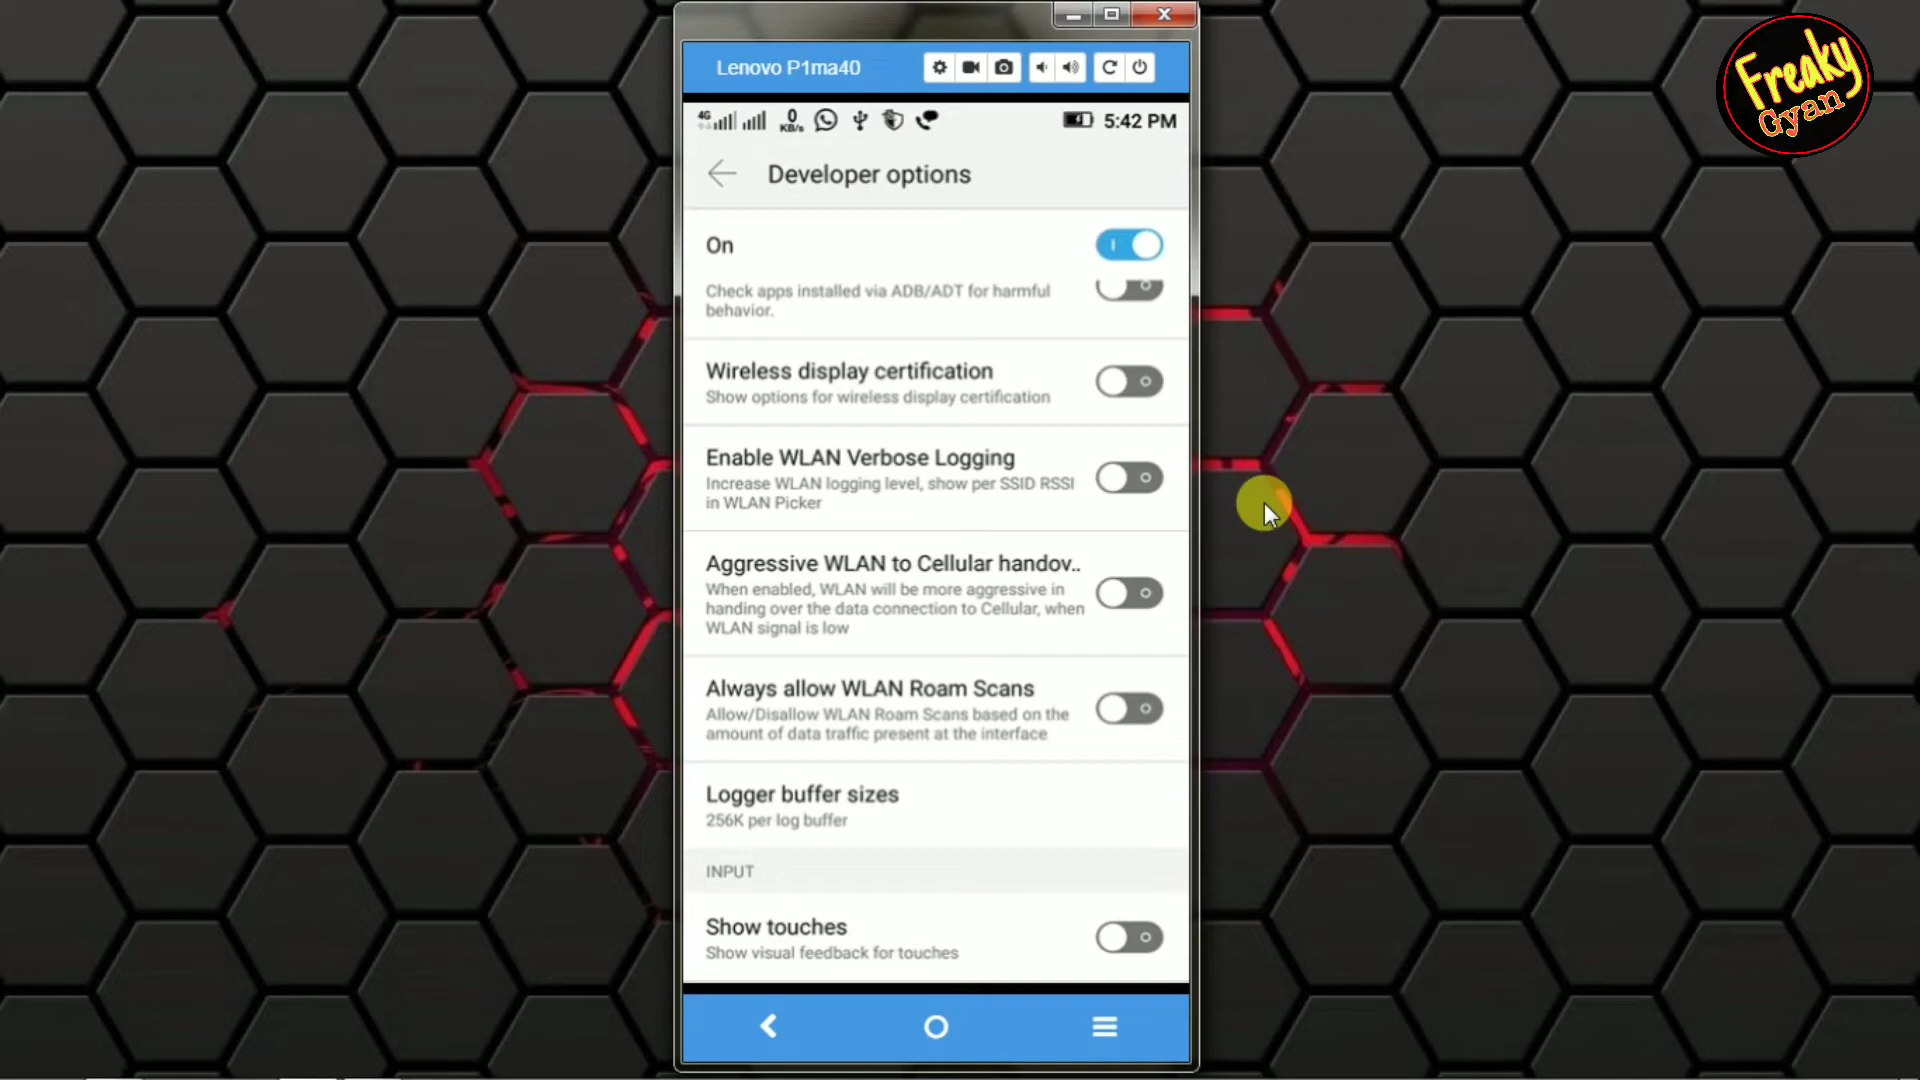 Freaky
Gyan
Lenovo P1ma40
4G
0
KB/s
5:42 PM
Developer options
On
Check apps installed via ADB/ADT for harmful
behavior.
Wireless display certification
Show options for wireless display certification
Enable WLAN Verbose Logging
Increase WLAN logging level, show per SSID RSSI
in WLAN Picker
Aggressive WLAN to Cellular handov..
When enabled, WLAN will be more aggressive in
handing over the data connection to Cellular, when
WLAN signal is low
Always allow WLAN Roam Scans
Allow/Disallow WLAN Roam Scans based on the
amount of data traffic present at the interface
Logger buffer sizes
256K per log buffer
INPUT
Show touches
Show visual feedback for touches